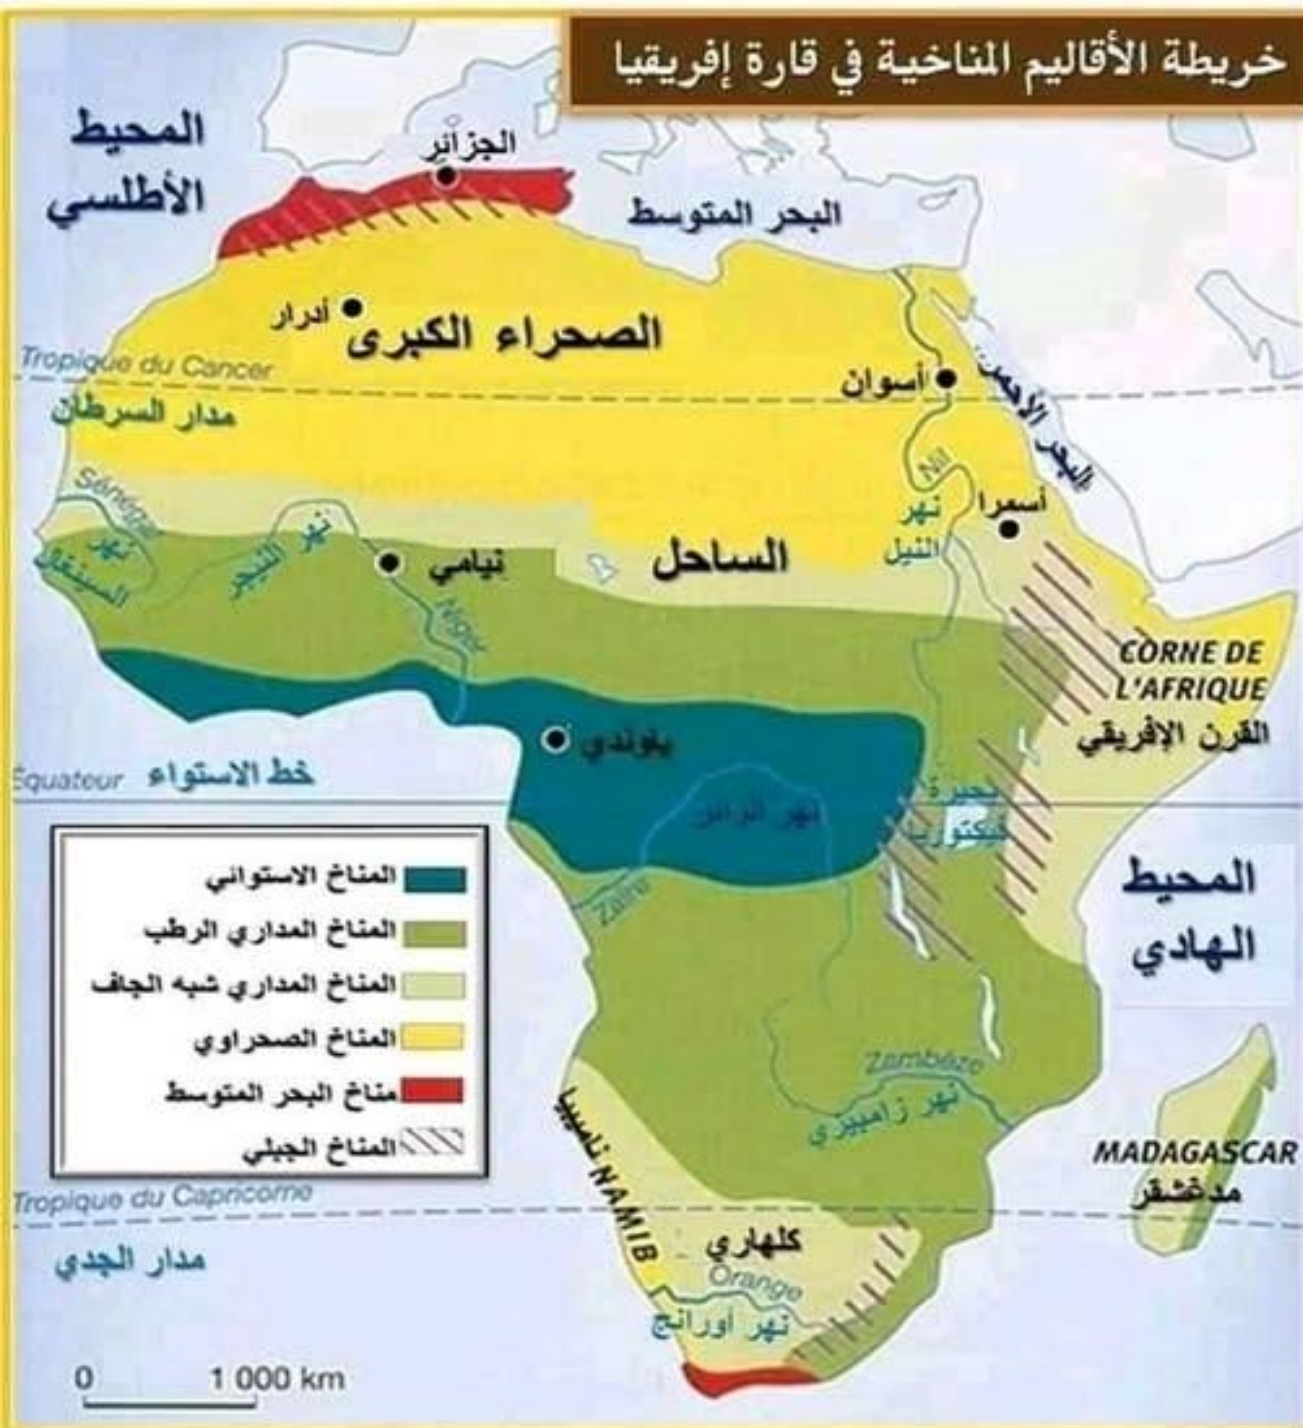 خريطة الأقاليم المناخية في قارة إفريقيا
المحيط
الأطلسي
الجزائر
البحر المتوسط
أدرار
الصحراء الكبرى
Tropique du Cancer
مدار السرطان
أسوان
البحر الأحمر
Nil
نهر
النيل
أسمرا
Sénégal
نهر
السينغال
نهر النيجر
نيامي
Niger
الساحل
CORNE DE
L'AFRIQUE
القرن الإفريقي
ياوندي
Équateur
خط الاستواء
نهر الزائر
Zaïre
بحيرة
فيكتوريا
المحيط
الهادي
المناخ الاستوائي
المناخ المداري الرطب
المناخ المداري شبه الجاف
المناخ الصحراوي
مناخ البحر المتوسط
المناخ الجبلي
Zambèze
نهر زامبيزي
MADAGASCAR
مدغشقر
ناميبيا NAMIB
Tropique du Capricorne
مدار الجدي
كلهاري
Orange
نهر أورانج
0 1 000 km